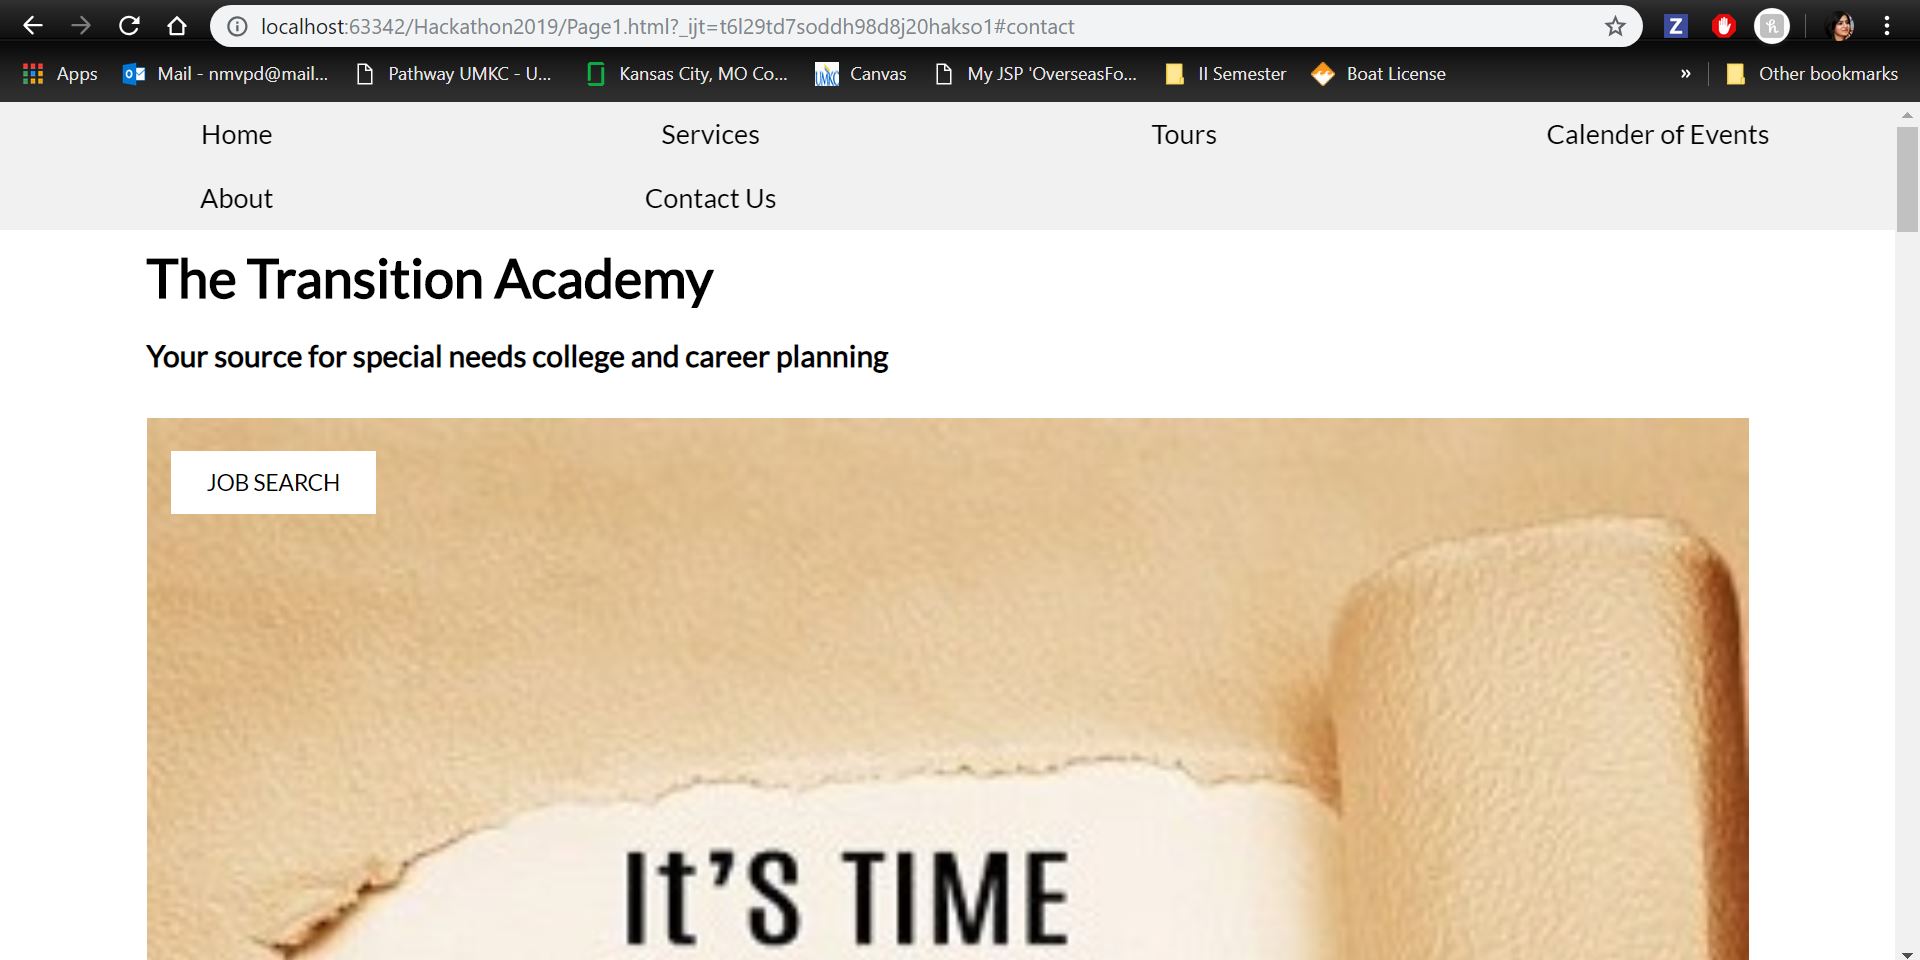 localhost:63342/Hackathon2019/Page1.html?_ijt=t6l29td7soddh98d8j20hakso1#contact
Apps Mail - nmvpd@mail... Pathway UMKC - U... Kansas City, MO Co... Canvas My JSP 'OverseasFo... II Semester Boat License » Other bookmarks
Home Services Tours Calender of Events
About Contact Us
The Transition Academy
Your source for special needs college and career planning
JOB SEARCH
It'S TIME